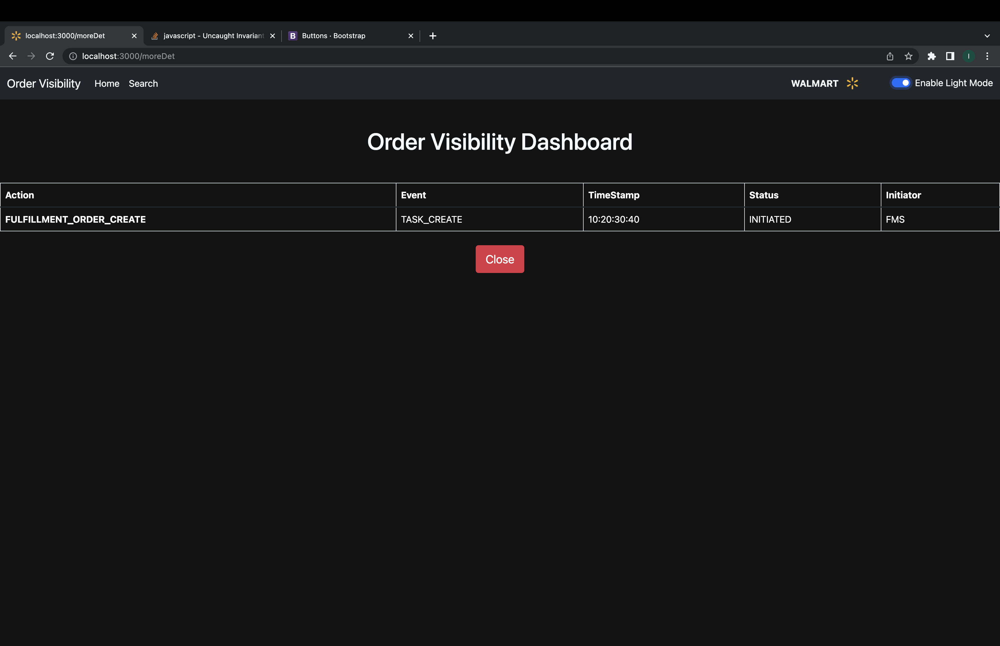 localhost:3000/moreDet
javascript - Uncaught Invariant
Buttons · Bootstrap
localhost:3000/moreDet
I
Order Visibility Home Search WALMART Enable Light Mode
Order Visibility Dashboard
Action Event TimeStamp Status Initiator
FULFILLMENT_ORDER_CREATE TASK_CREATE 10:20:30:40 INITIATED FMS
Close